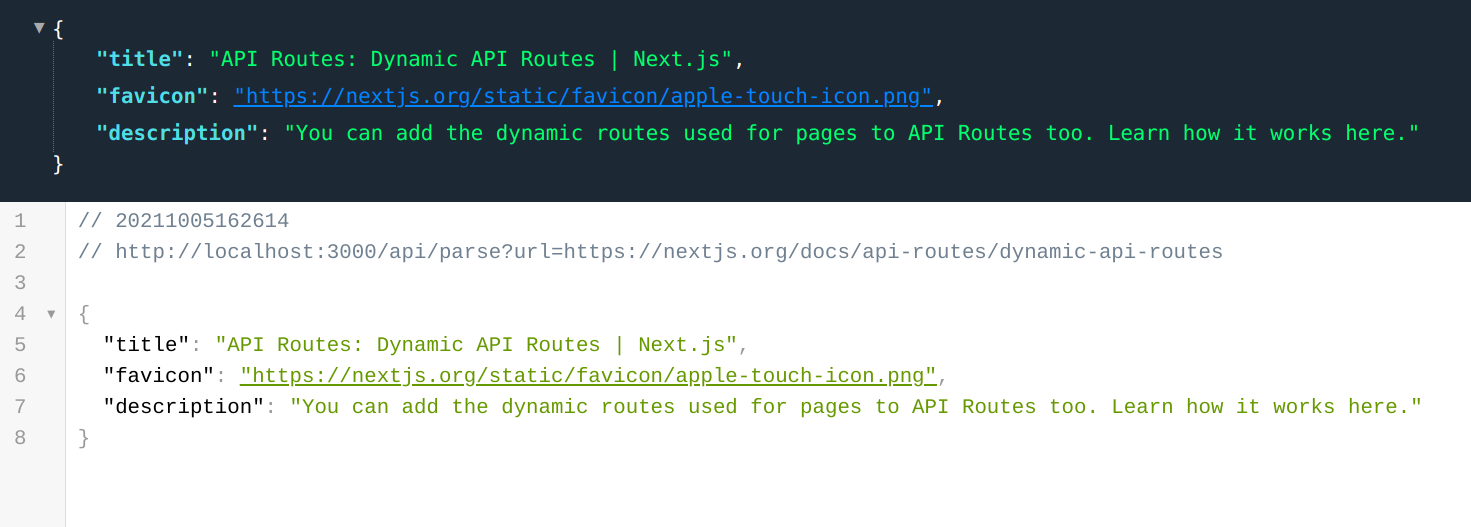 {
"title": "API Routes: Dynamic API Routes | Next.js",
"favicon": "https://nextjs.org/static/favicon/apple-touch-icon.png",
"description": "You can add the dynamic routes used for pages to API Routes too. Learn how it works here."
}
1 // 20211005162614
2 // http://localhost:3000/api/parse?url=https://nextjs.org/docs/api-routes/dynamic-api-routes
3
4 {
5 "title": "API Routes: Dynamic API Routes | Next.js",
6 "favicon": "https://nextjs.org/static/favicon/apple-touch-icon.png",
7 "description": "You can add the dynamic routes used for pages to API Routes too. Learn how it works here."
8 }